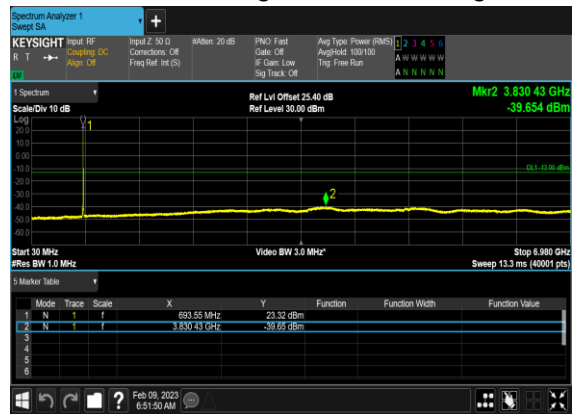 Spectrum Analyzer 1
Swept SA
+
KEYSIGHT Input: RF Input Z: 50 Ω #Atten: 20 dB PNO: Fast Avg Type: Power (RMS) 1 2 3 4 5 6
R T Coupling: DC Corrections: Off Gate: Off Avg|Hold: 100/100 A W W W W W
Align: Off Freq Ref: Int (S) IF Gain: Low Trig: Free Run
LW Sig Track: Off A N N N N N
1 Spectrum Ref Lvl Offset 25.40 dB Mkr2 3.830 43 GHz
Scale/Div 10 dB Ref Level 30.00 dBm -39.654 dBm
Log
1
20.0
10.0
0.00
-10.0 DL1 -13.00 dBm
-20.0
-30.0 2
-40.0
-50.0
-60.0
Start 30 MHz Video BW 3.0 MHz* Stop 6.980 GHz
#Res BW 1.0 MHz Sweep 13.3 ms (40001 pts)
5 Marker Table
Mode Trace Scale X Y Function Function Width Function Value
1 N 1 f 693.55 MHz 23.32 dBm
2 N 1 f 3.830 43 GHz -39.65 dBm
3
4
5
6
? Feb 09, 2023
6:51:50 AM